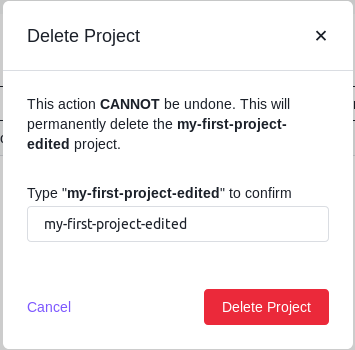 Delete Project
This action CANNOT be undone. This will
permanently delete the my-first-project-
edited project.
Type "my-first-project-edited" to confirm
my-first-project-edited
Cancel
Delete Project